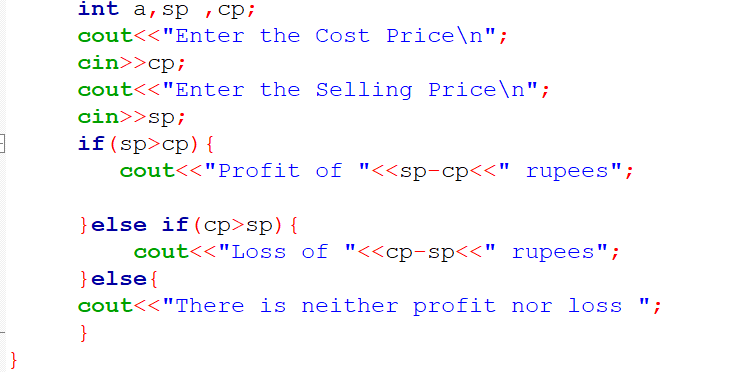 int a,sp ,cp;
cout<<"Enter the Cost Price\n";
cin>>cp;
cout<<"Enter the Selling Price\n";
cin>>sp;
if(sp>cp){
cout<<"Profit of "<<sp-cp<<" rupees";
}else if(cp>sp){
cout<<"Loss of "<<cp-sp<<" rupees";
}else{
cout<<"There is neither profit nor loss ";
}
}